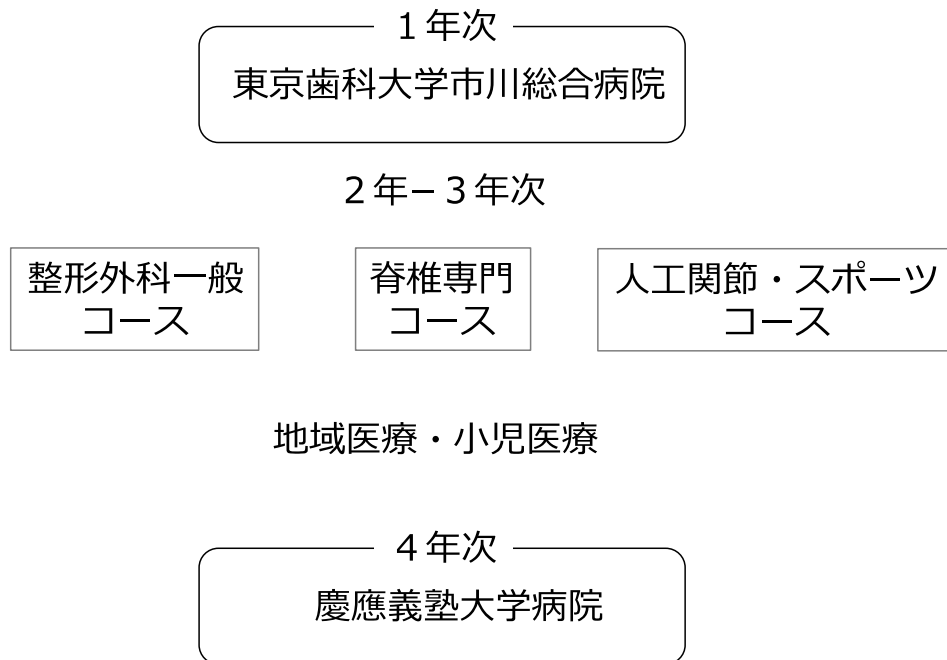 １年次
東京歯科大学市川総合病院
２年−３年次
整形外科一般
コース
脊椎専門
コース
人工関節・スポーツ
コース
地域医療・小児医療
４年次
慶應義塾大学病院